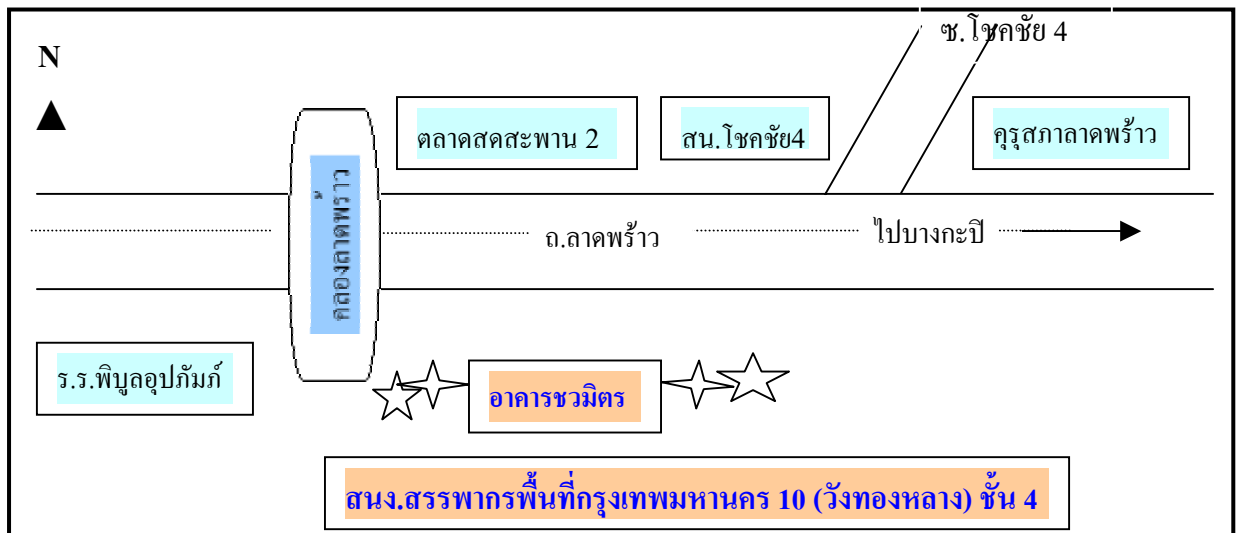 ซ.โชคชัย 4
N
ตลาดสดสะพาน 2
สน.โชคชัย4
คุรุสภาลาดพร้าว
คลองลาดพร้าว
ถ.ลาดพร้าว
ไปบางกะปิ
ร.ร.พิบูลอุปภัมภ์
อาคารชวมิตร
สนง.สรรพากรพื้นที่กรุงเทพมหานคร 10 (วังทองหลาง) ชั้น 4